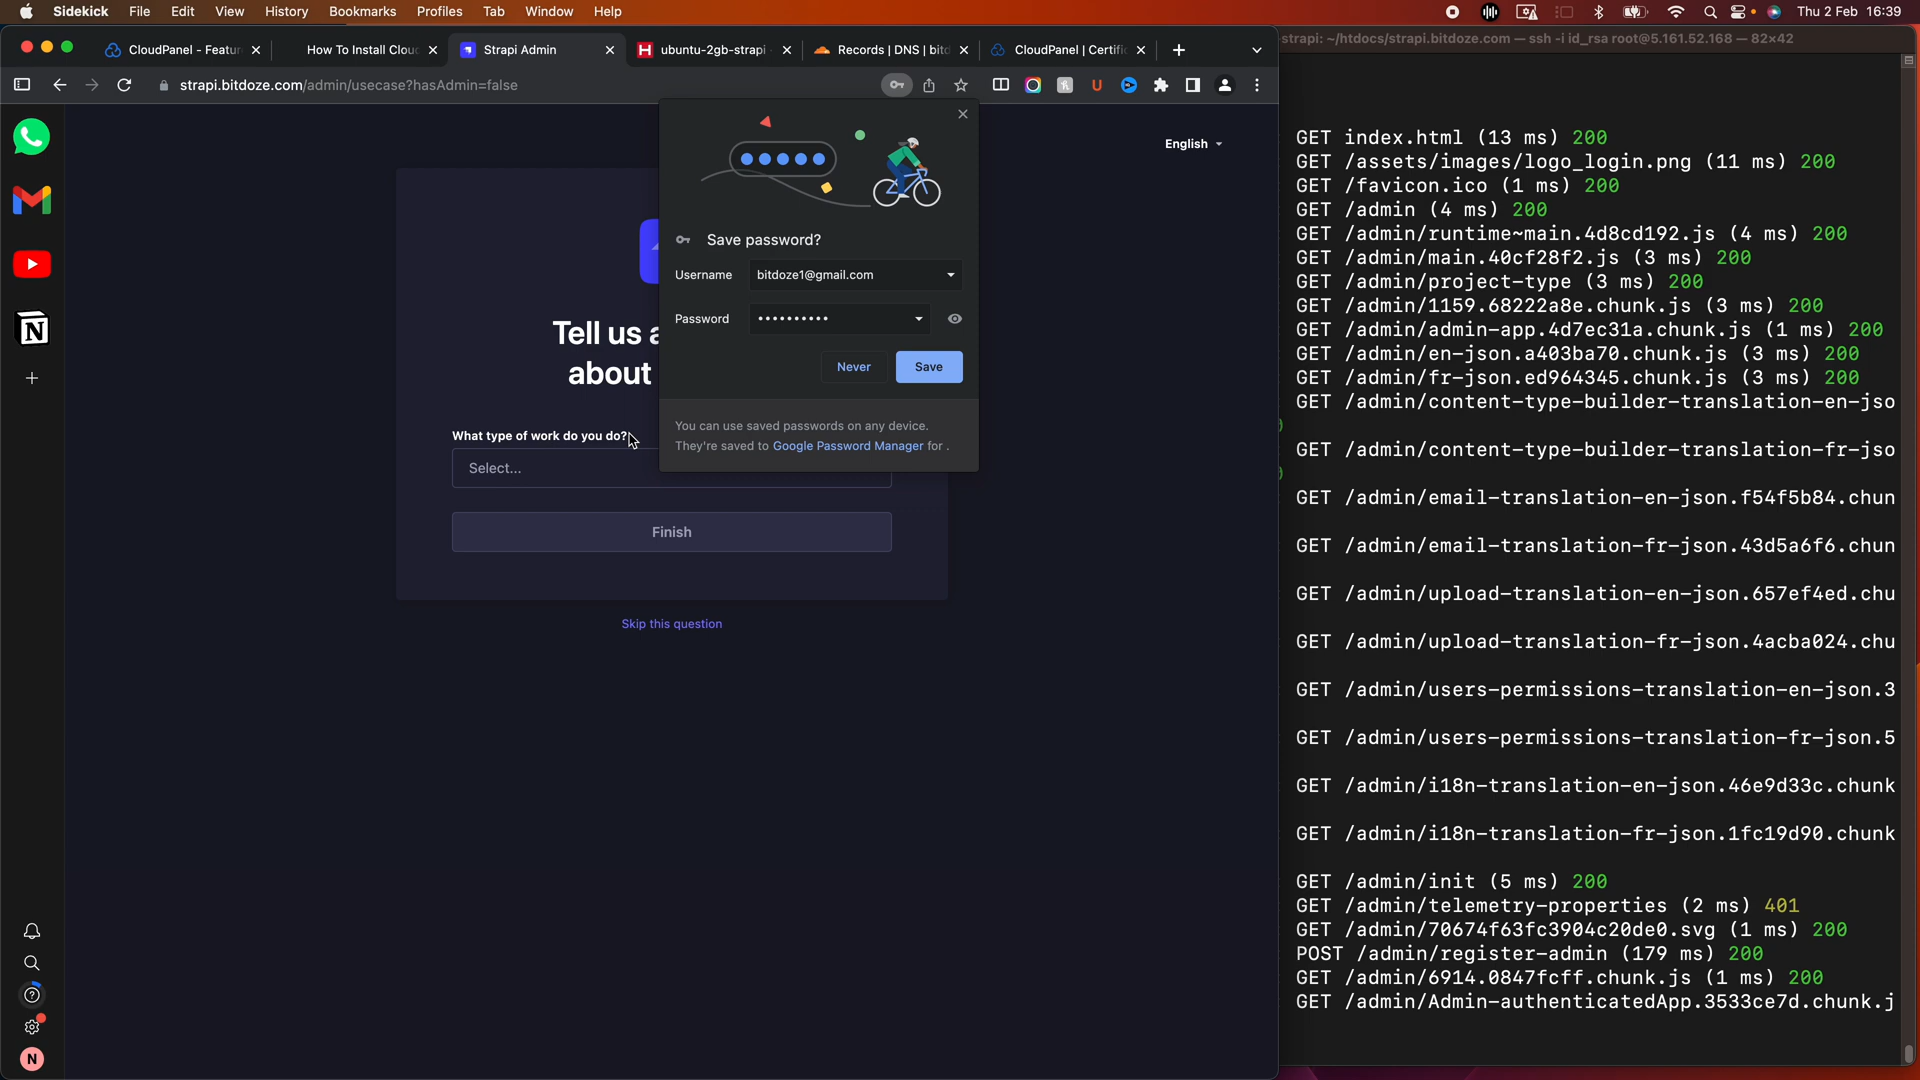 Sidekick File Edit View History Bookmarks Profiles Tab Window Help
Thu 2 Feb 16:39
CloudPanel - Featur
How To Install Clou
Strapi Admin
ubuntu-2gb-strapi
Records | DNS | bitd
CloudPanel | Certific
strapi: ~/htdocs/strapi.bitdoze.com — ssh -i id_rsa root@5.161.52.168 — 82×42
strapi.bitdoze.com/admin/usecase?hasAdmin=false
English
Save password?
Username
bitdoze1@gmail.com
Password
Never
Save
You can use saved passwords on any device.
They're saved to Google Password Manager for .
Tell us a
about
What type of work do you do?
Select...
Finish
Skip this question
N
GET index.html (13 ms) 200
GET /assets/images/logo_login.png (11 ms) 200
GET /favicon.ico (1 ms) 200
GET /admin (4 ms) 200
GET /admin/runtime~main.4d8cd192.js (4 ms) 200
GET /admin/main.40cf28f2.js (3 ms) 200
GET /admin/project-type (3 ms) 200
GET /admin/1159.68222a8e.chunk.js (3 ms) 200
GET /admin/admin-app.4d7ec31a.chunk.js (1 ms) 200
GET /admin/en-json.a403ba70.chunk.js (3 ms) 200
GET /admin/fr-json.ed964345.chunk.js (3 ms) 200
GET /admin/content-type-builder-translation-en-jso
GET /admin/content-type-builder-translation-fr-jso
GET /admin/email-translation-en-json.f54f5b84.chun
GET /admin/email-translation-fr-json.43d5a6f6.chun
GET /admin/upload-translation-en-json.657ef4ed.chu
GET /admin/upload-translation-fr-json.4acba024.chu
GET /admin/users-permissions-translation-en-json.3
GET /admin/users-permissions-translation-fr-json.5
GET /admin/i18n-translation-en-json.46e9d33c.chunk
GET /admin/i18n-translation-fr-json.1fc19d90.chunk
GET /admin/init (5 ms) 200
GET /admin/telemetry-properties (2 ms) 401
GET /admin/70674f63fc3904c20de0.svg (1 ms) 200
POST /admin/register-admin (179 ms) 200
GET /admin/6914.0847fcff.chunk.js (1 ms) 200
GET /admin/Admin-authenticatedApp.3533ce7d.chunk.j